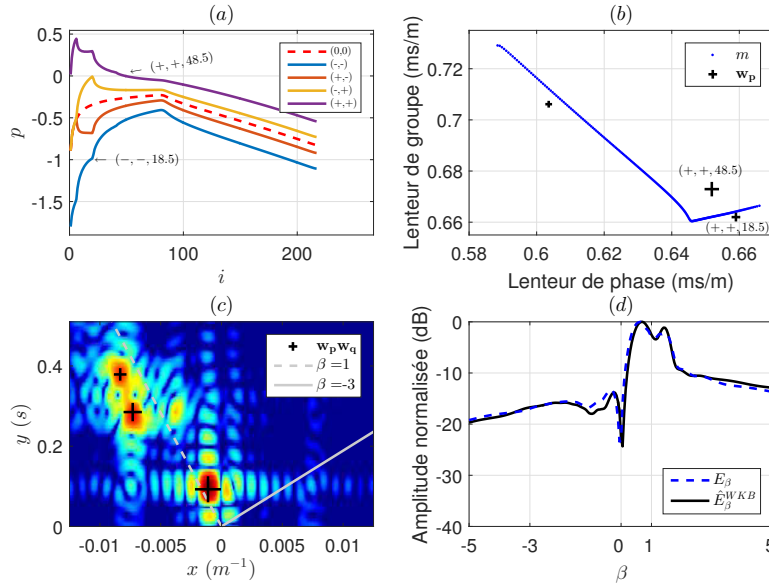 (a)
0.5
0
-0.5
-1
-1.5
p
0
100
200
i
(+, +, 48.5)
(−, −, 18.5)
(0,0)
(-,-)
(+,-)
(-,+)
(+,+)
(b)
Lenteur de groupe (ms/m)
0.72
0.7
0.68
0.66
0.58
0.6
0.62
0.64
0.66
Lenteur de phase (ms/m)
m
w_p
(+, +, 48.5)
(+, +, 18.5)
(c)
y (s)
0.4
0.2
0
-0.01
-0.005
0
0.005
0.01
x (m⁻¹)
w_p w_q
β =1
β =-3
(d)
Amplitude normalisée (dB)
0
-10
-20
-30
-40
-5
0
1
5
β
E_β
Ê_β^{WKB}